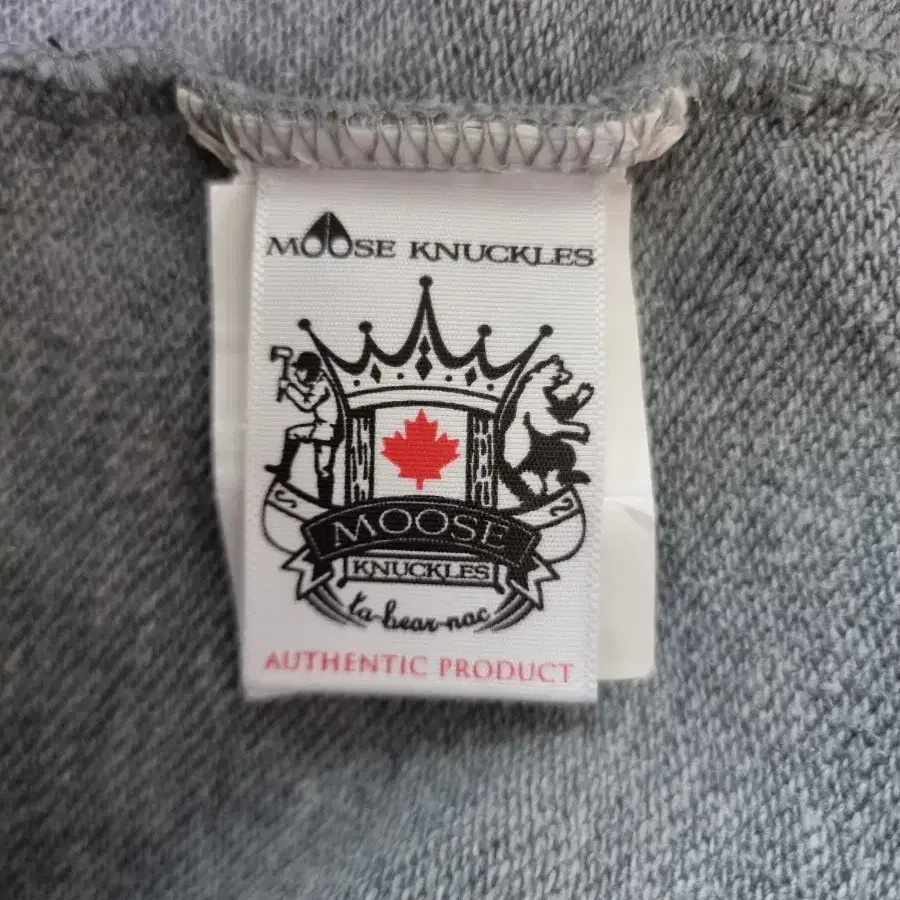 MOOSE KNUCKLES
MOOSE
KNUCKLES
ta-bear-nac
AUTHENTIC PRODUCT